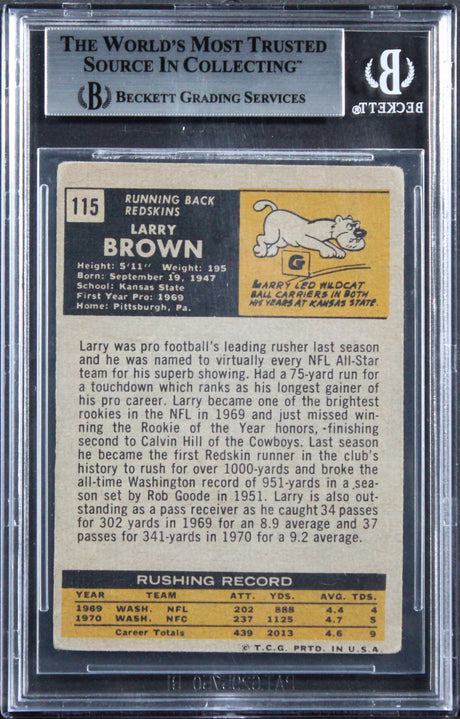 THE WORLD'S MOST TRUSTED
SOURCE IN COLLECTING™
BECKETT GRADING SERVICES
BECKETT®
115
RUNNING BACK
REDSKINS
LARRY
BROWN
Height: 5'11" Weight: 195
Born: September 19, 1947
School: Kansas State
First Year Pro: 1969
Home: Pittsburgh, Pa.
G
LARRY LED WILDCAT
BALL CARRIERS IN BOTH
HIS YEARS AT KANSAS STATE.
Larry was pro football's leading rusher last season
and he was named to virtually every NFL All-Star
team for his superb showing. Had a 75-yard run for
a touchdown which ranks as his longest gainer of
his pro career. Larry became one of the brightest
rookies in the NFL in 1969 and just missed win-
ning the Rookie of the Year honors, finishing
second to Calvin Hill of the Cowboys. Last season
he became the first Redskin runner in the club's
history to rush for over 1000-yards and broke the
all-time Washington record of 951-yards in a season
set by Rob Goode in 1951. Larry is also out-
standing as a pass receiver as he caught 34 passes
for 302 yards in 1969 for an 8.9 average and 37
passes for 341-yards in 1970 for a 9.2 average.
RUSHING RECORD
YEAR TEAM ATT. YDS. AVG. TDS.
1969 WASH. NFL 202 888 4.4 4
1970 WASH. NFC 237 1125 4.7 5
Career Totals 439 2013 4.6 9
© T.C.G. PRTD. IN U.S.A.